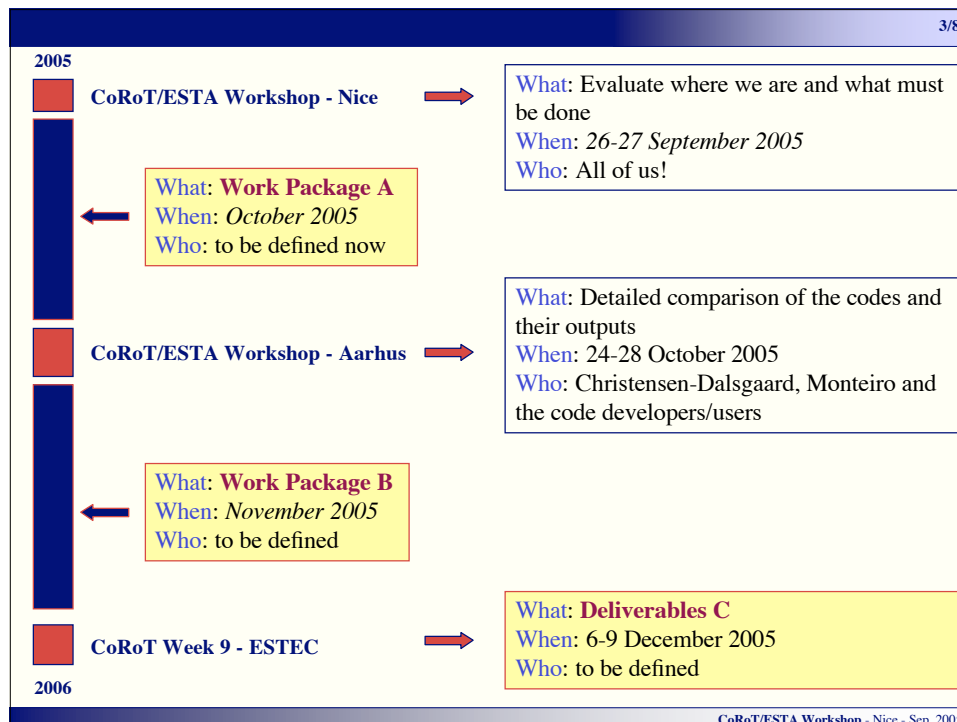 3/8
2005
CoRoT/ESTA Workshop - Nice
What: Evaluate where we are and what must
be done
When: 26-27 September 2005
Who: All of us!
What: Work Package A
When: October 2005
Who: to be defined now
CoRoT/ESTA Workshop - Aarhus
What: Detailed comparison of the codes and
their outputs
When: 24-28 October 2005
Who: Christensen-Dalsgaard, Monteiro and
the code developers/users
What: Work Package B
When: November 2005
Who: to be defined
CoRoT Week 9 - ESTEC
What: Deliverables C
When: 6-9 December 2005
Who: to be defined
2006
CoRoT/ESTA Workshop - Nice - Sep, 200